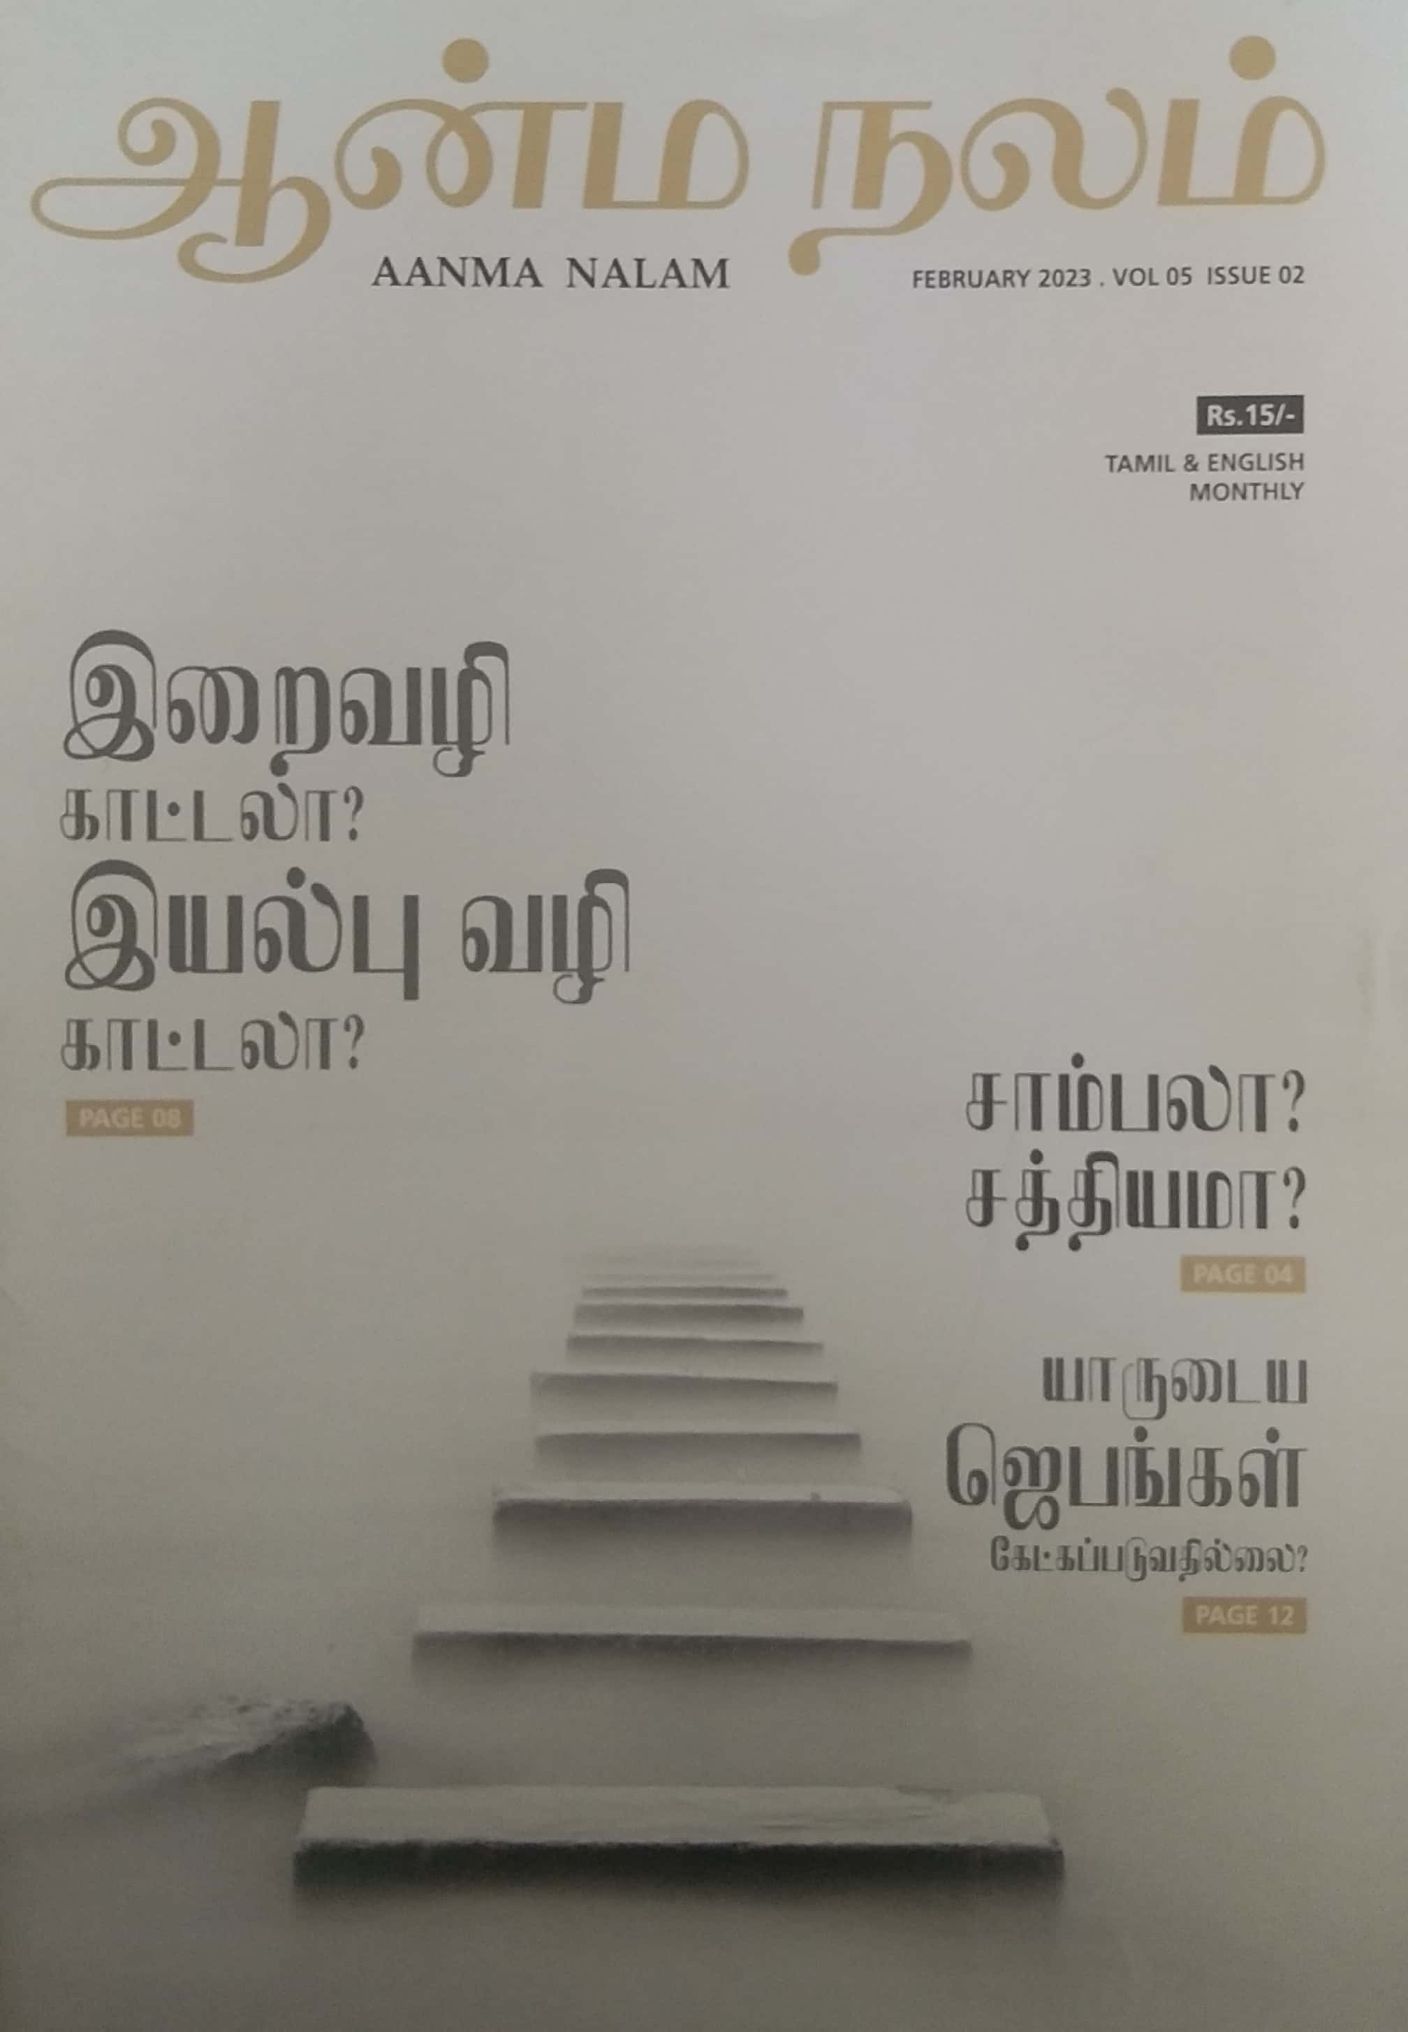 ஆன்ம நலம்
AANMA NALAM
FEBRUARY 2023 . VOL 05 ISSUE 02
Rs.15/-
TAMIL & ENGLISH
MONTHLY
இறைவழி
காட்டலா?
இயல்பு வழி
காட்டலா?
PAGE 08
சாம்பலா?
சத்தியமா?
PAGE 04
யாருடைய
ஜெபங்கள்
கேட்கப்படுவதில்லை?
PAGE 12